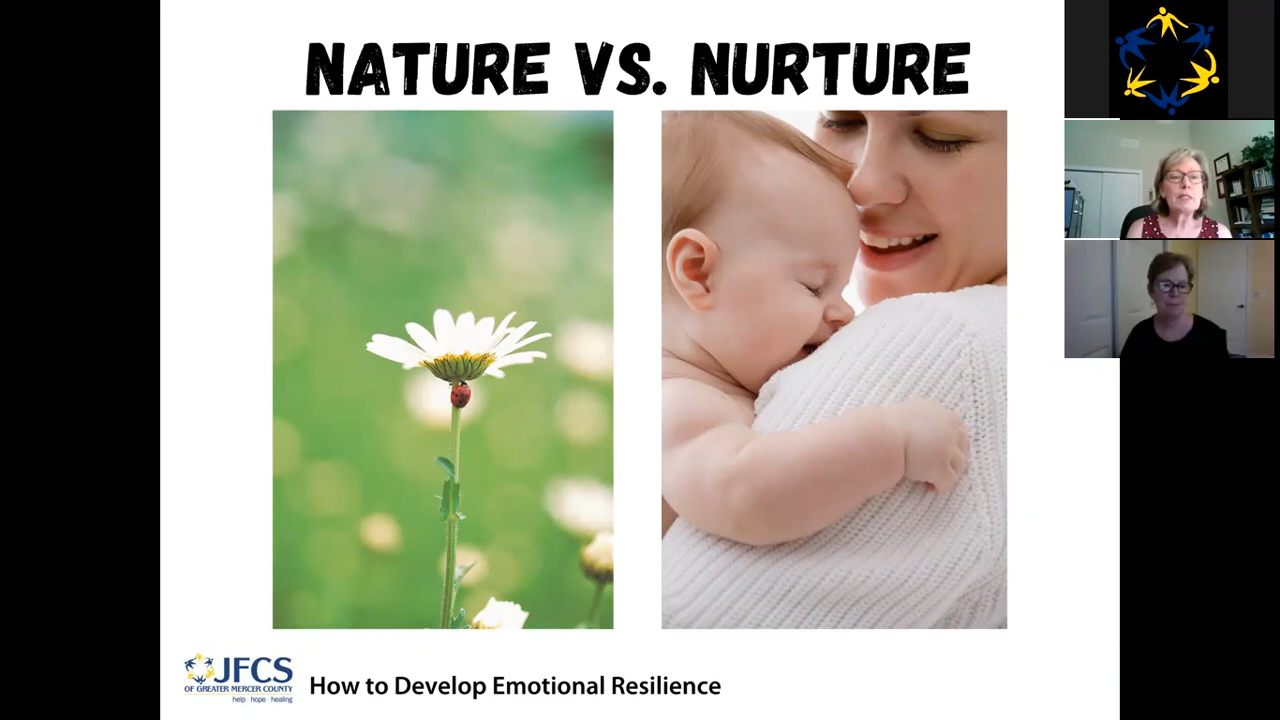 NATURE VS. NURTURE
JFCS
OF GREATER MERCER COUNTY
help · hope · healing
How to Develop Emotional Resilience